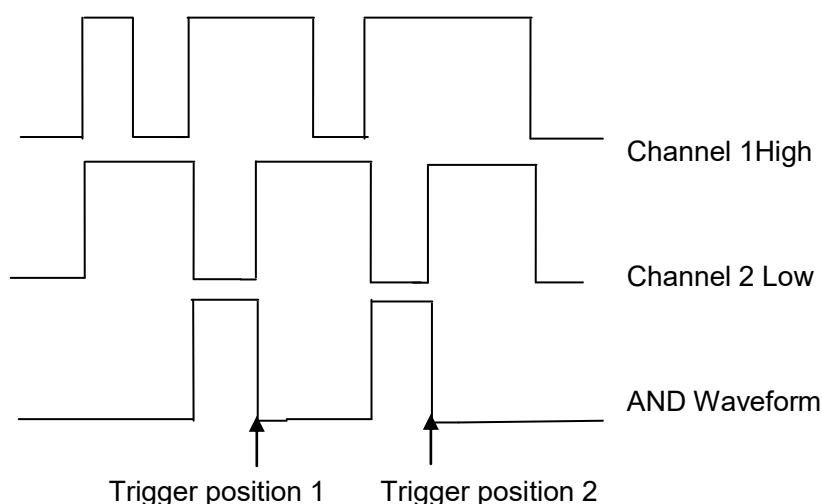 Channel 1High
Channel 2 Low
AND Waveform
Trigger position 1
Trigger position 2